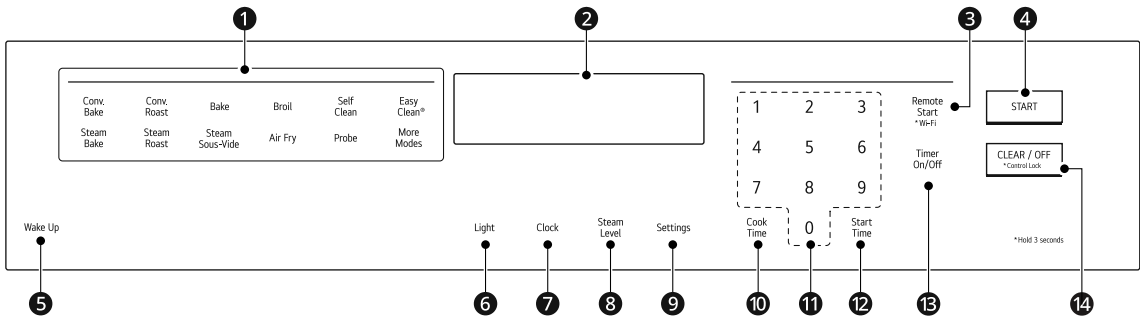 1 2 3 4
Conv. Bake
Conv. Roast
Bake
Broil
Self Clean
Easy Clean®
Steam Bake
Steam Roast
Steam Sous-Vide
Air Fry
Probe
More Modes
1 2 3
4 5 6
7 8 9
0
Remote Start
*Wi-Fi
Timer On/Off
START
CLEAR / OFF
*Control Lock
Wake Up
Light
Clock
Steam Level
Settings
Cook Time
Start Time
*Hold 3 seconds
5 6 7 8 9 10 11 12 13 14